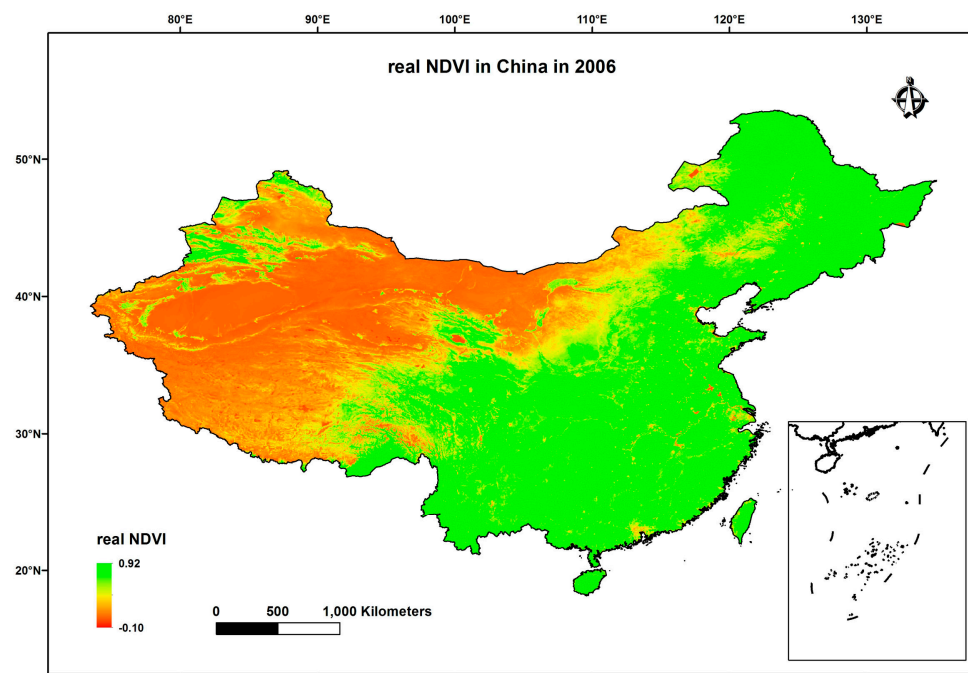 80°E 90°E 100°E 110°E 120°E 130°E
real NDVI in China in 2006
50°N
40°N
30°N
20°N
real NDVI
0.92
-0.10
0 500 1,000 Kilometers